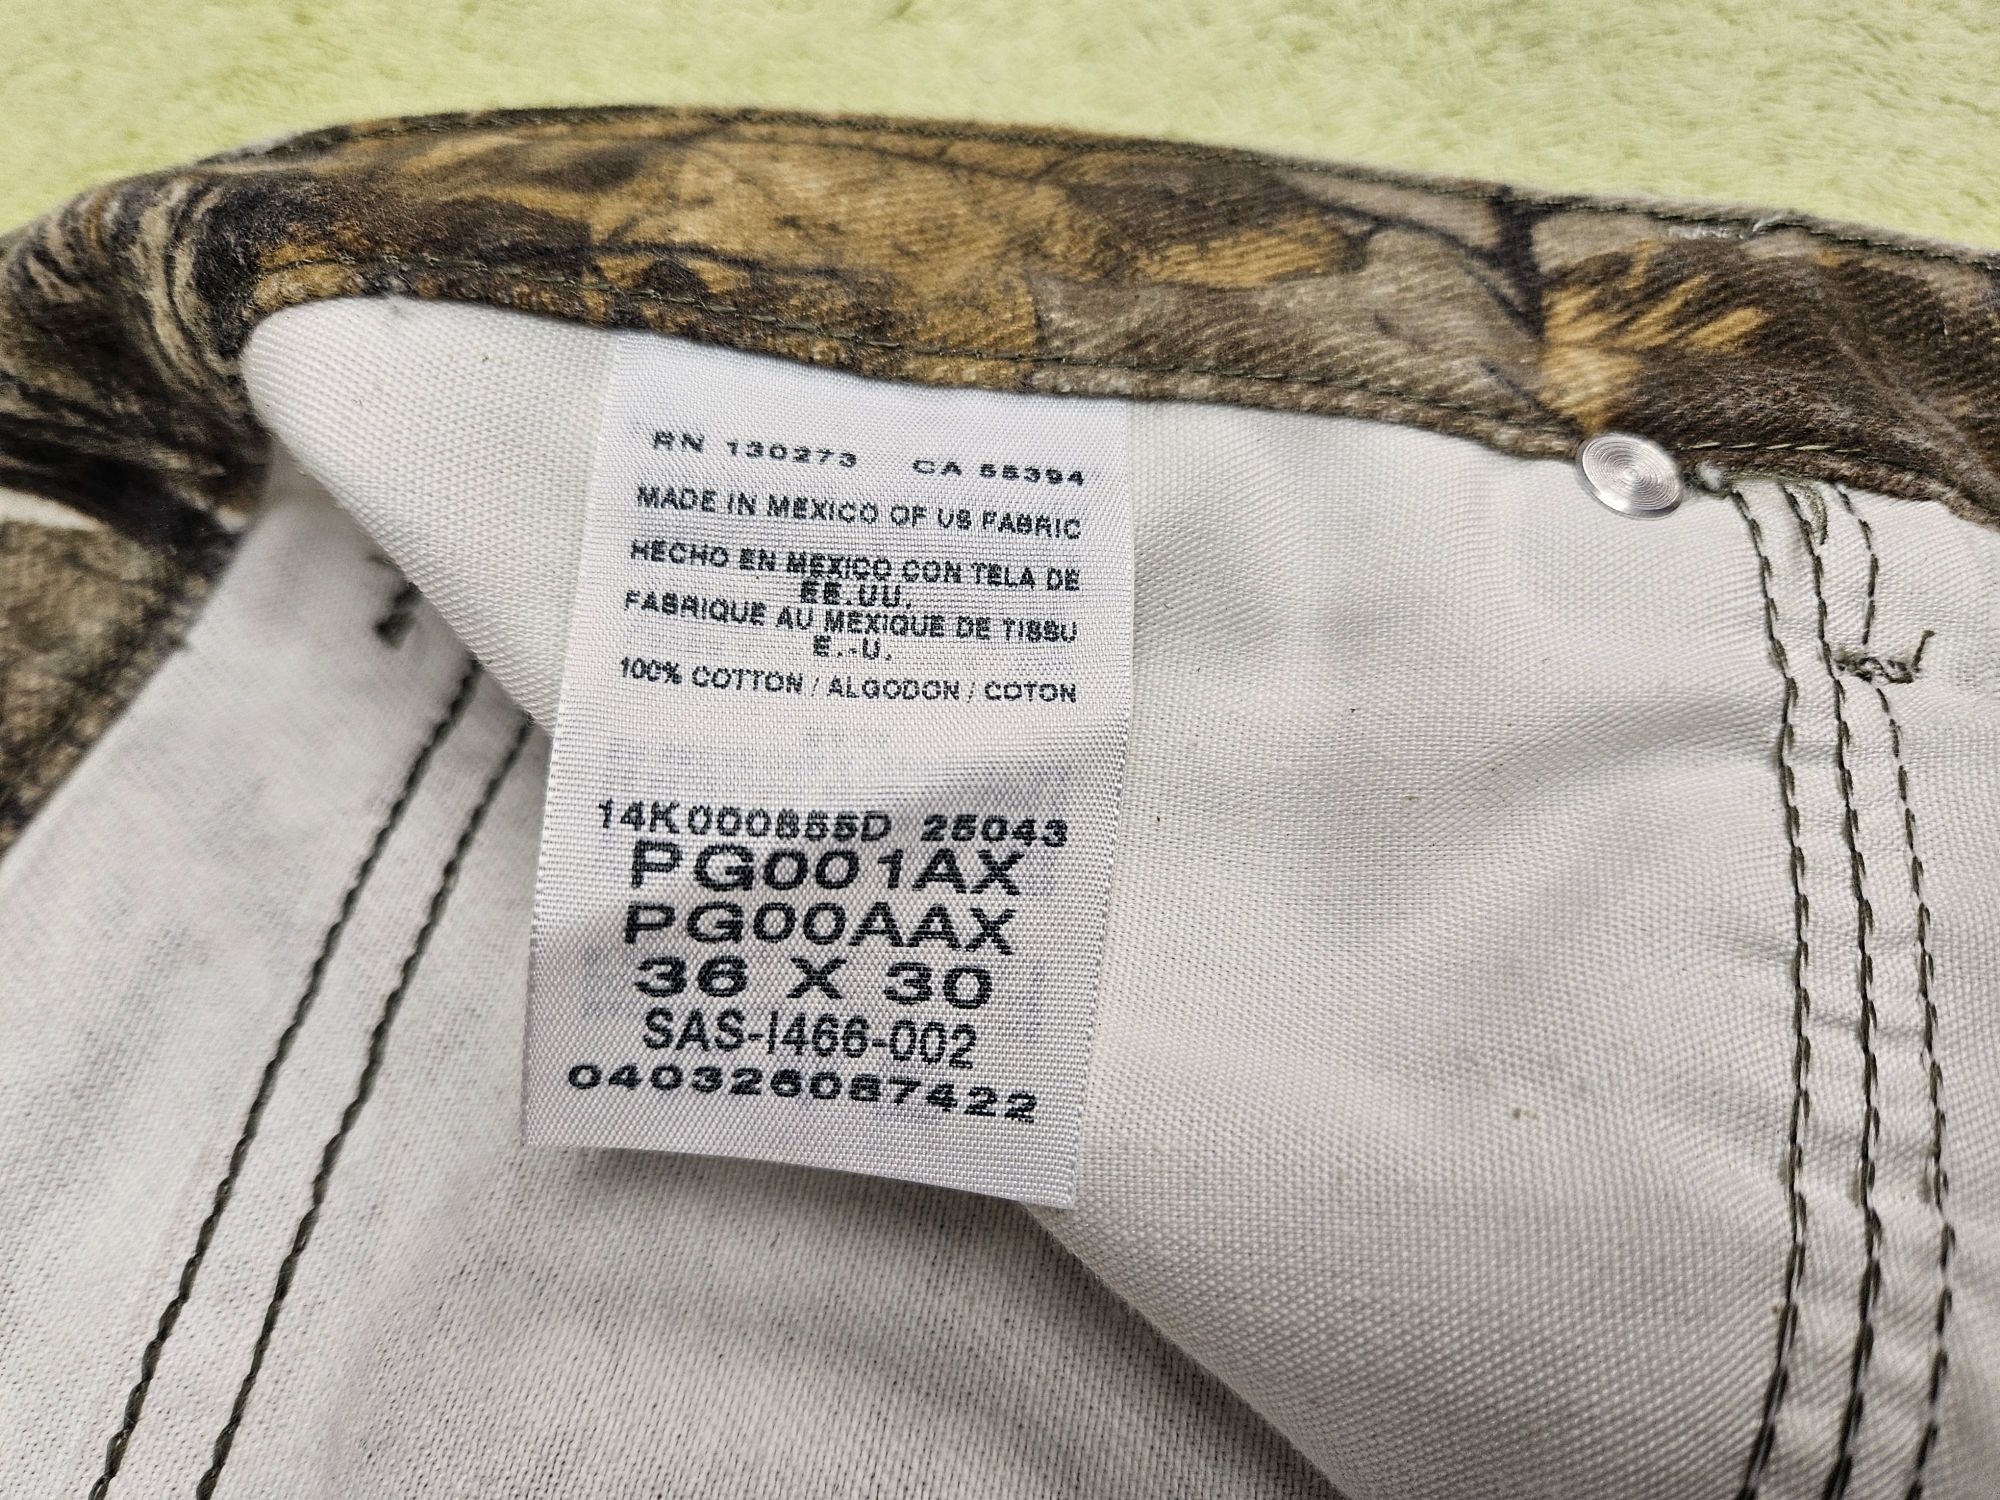 RN 130273 CA 55394
MADE IN MEXICO OF US FABRIC
HECHO EN MEXICO CON TELA DE
EE.UU.
FABRIQUE AU MEXIQUE DE TISSU
E.-U.
100% COTTON / ALGODON / COTON
14K000855D 25043
PG001AX
PG00AAX
36 X 30
SAS-I466-002
040326087422